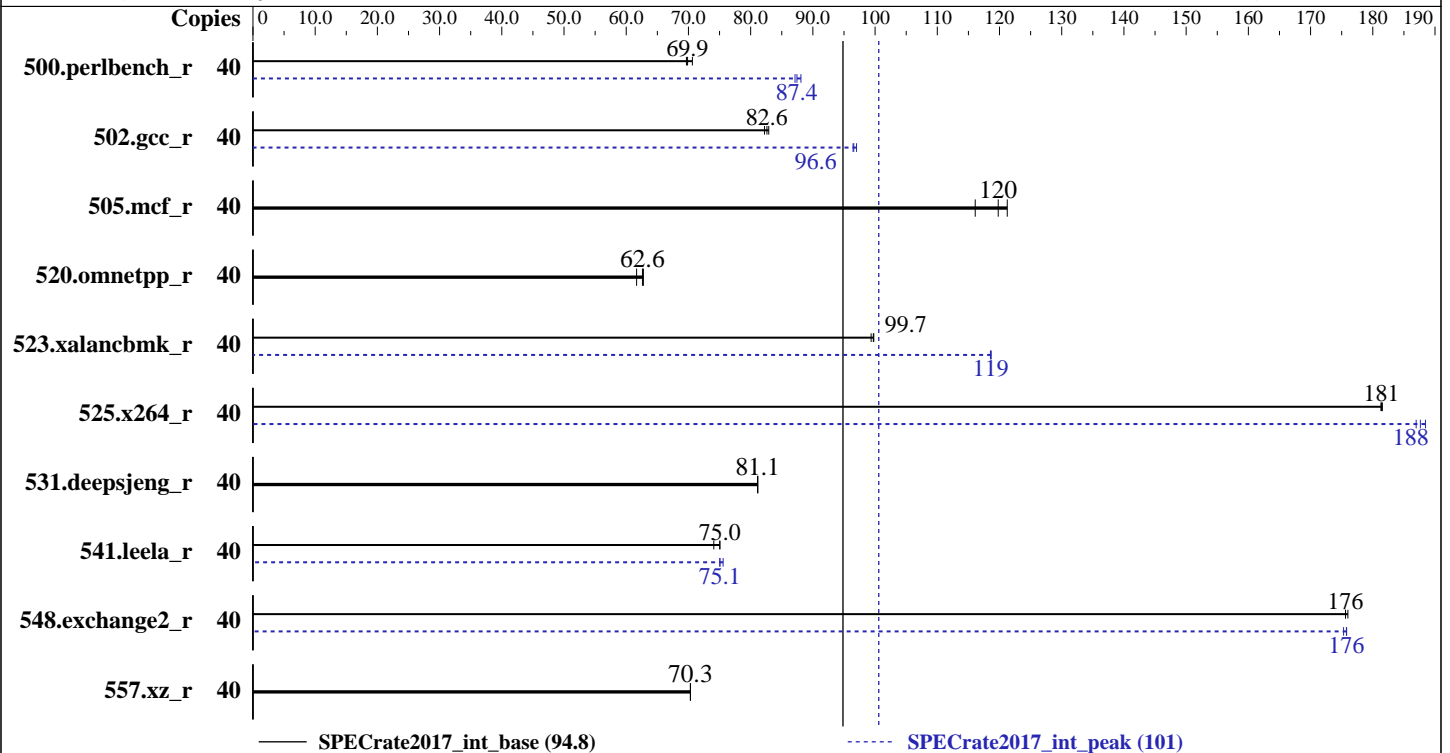 Copies 0 10.0 20.0 30.0 40.0 50.0 60.0 70.0 80.0 90.0 100 110 120 130 140 150 160 170 180 190
69.9
500.perlbench_r 40
87.4
82.6
502.gcc_r 40
96.6
120
505.mcf_r 40
62.6
520.omnetpp_r 40
99.7
523.xalancbmk_r 40
119
181
525.x264_r 40
188
81.1
531.deepsjeng_r 40
75.0
541.leela_r 40
75.1
176
548.exchange2_r 40
176
70.3
557.xz_r 40
SPECrate2017_int_base (94.8) SPECrate2017_int_peak (101)